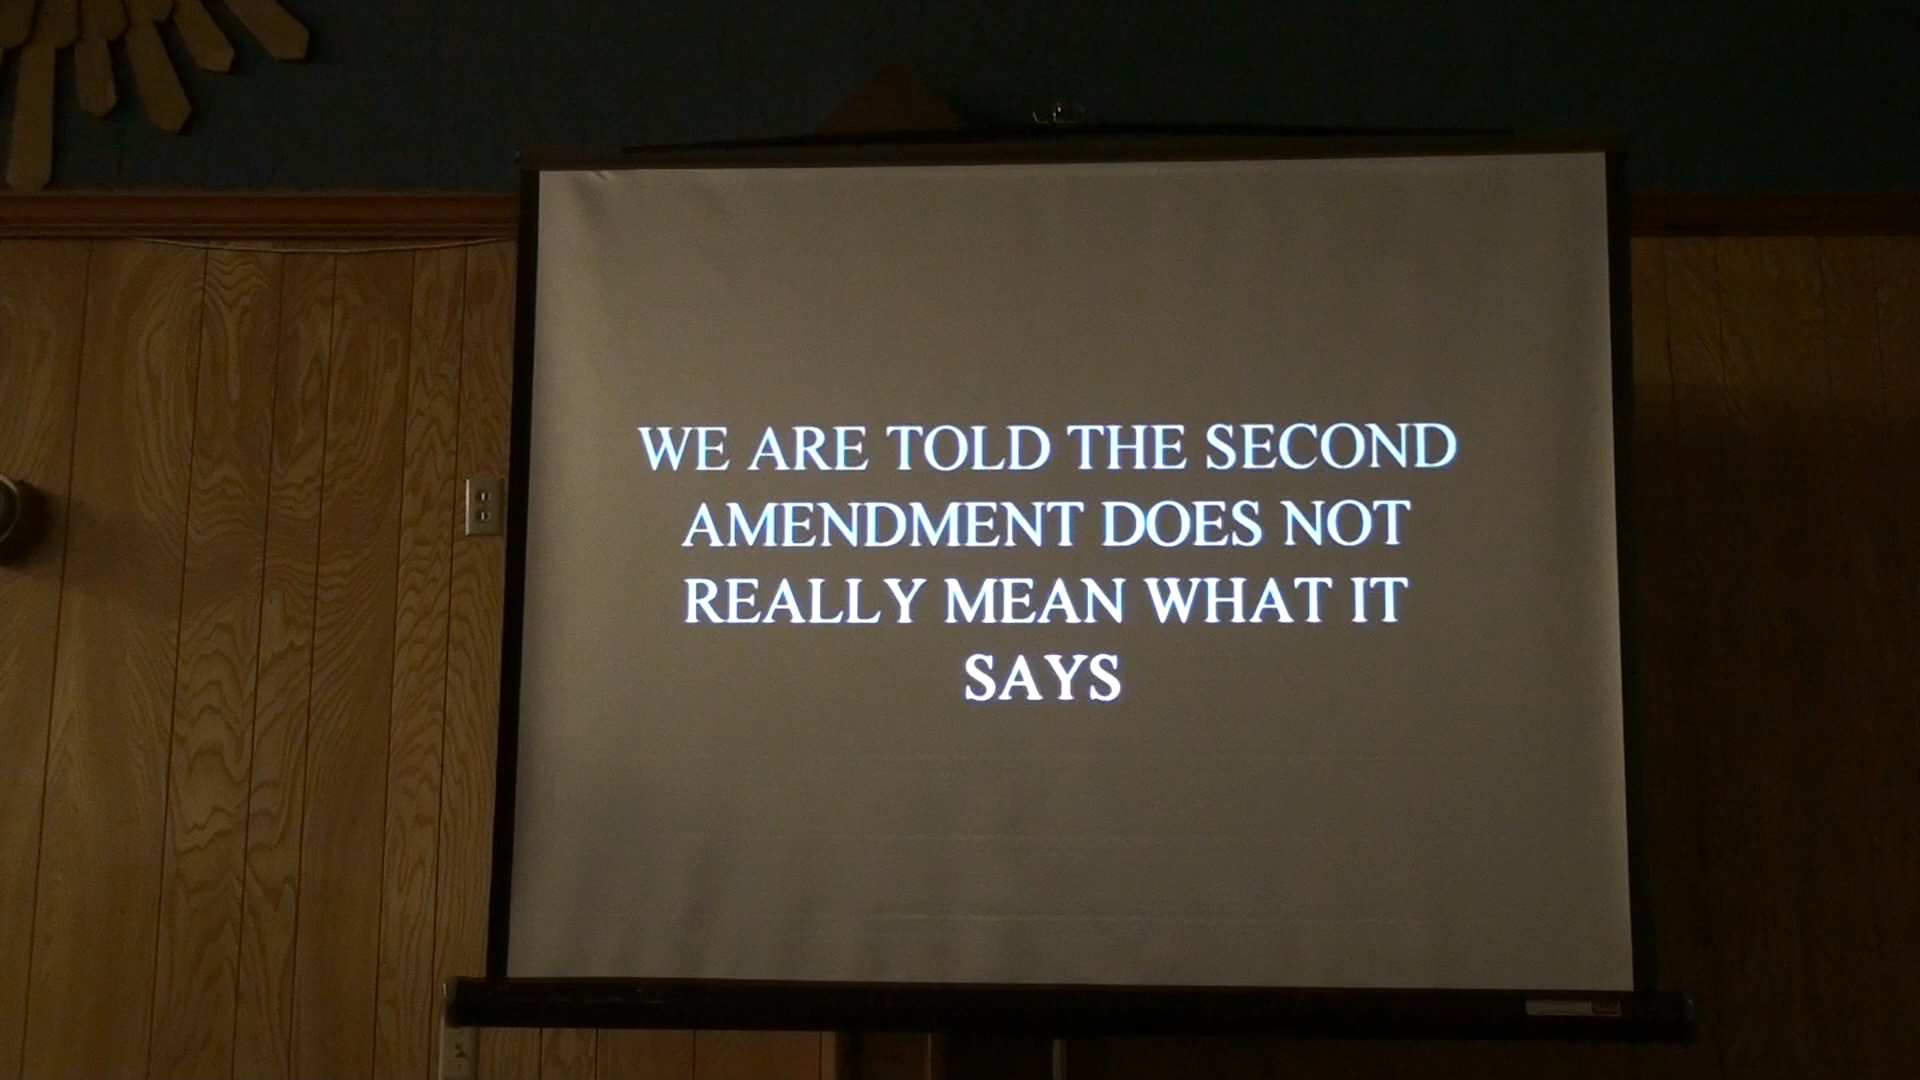 WE ARE TOLD THE SECOND
AMENDMENT DOES NOT
REALLY MEAN WHAT IT
SAYS